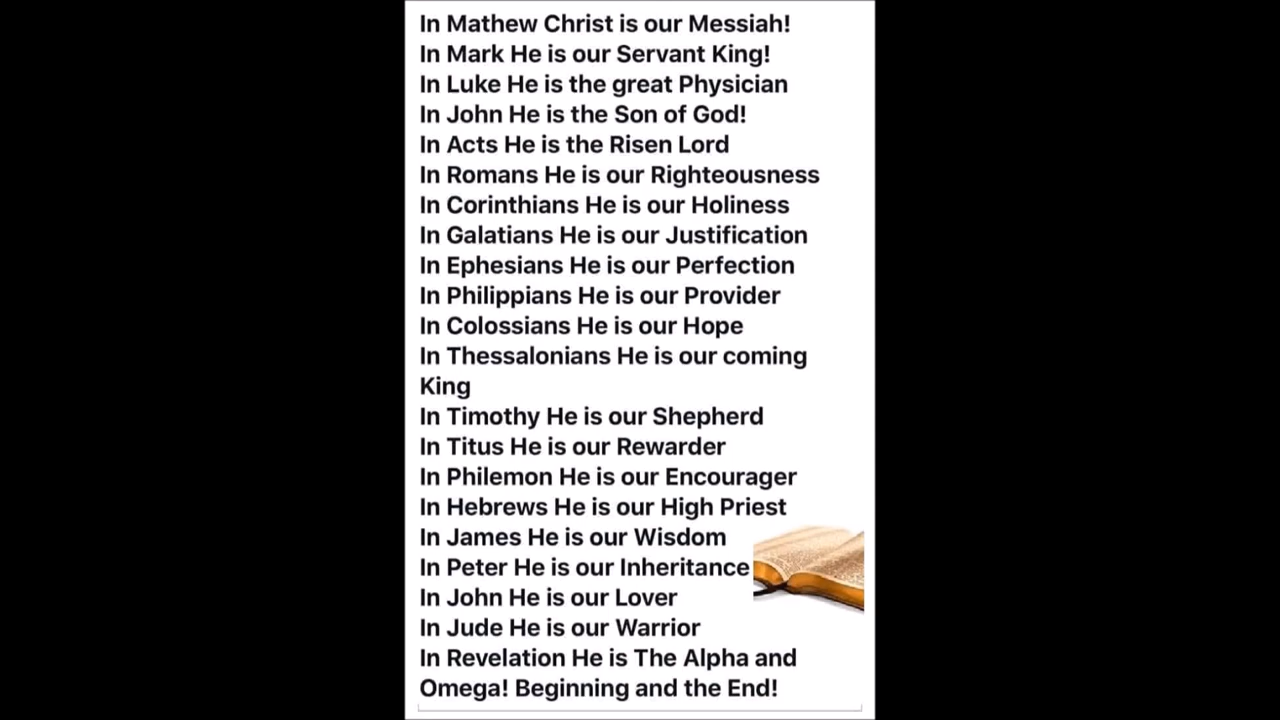 In Mathew Christ is our Messiah!
In Mark He is our Servant King!
In Luke He is the great Physician
In John He is the Son of God!
In Acts He is the Risen Lord
In Romans He is our Righteousness
In Corinthians He is our Holiness
In Galatians He is our Justification
In Ephesians He is our Perfection
In Philippians He is our Provider
In Colossians He is our Hope
In Thessalonians He is our coming
King
In Timothy He is our Shepherd
In Titus He is our Rewarder
In Philemon He is our Encourager
In Hebrews He is our High Priest
In James He is our Wisdom
In Peter He is our Inheritance
In John He is our Lover
In Jude He is our Warrior
In Revelation He is The Alpha and
Omega! Beginning and the End!